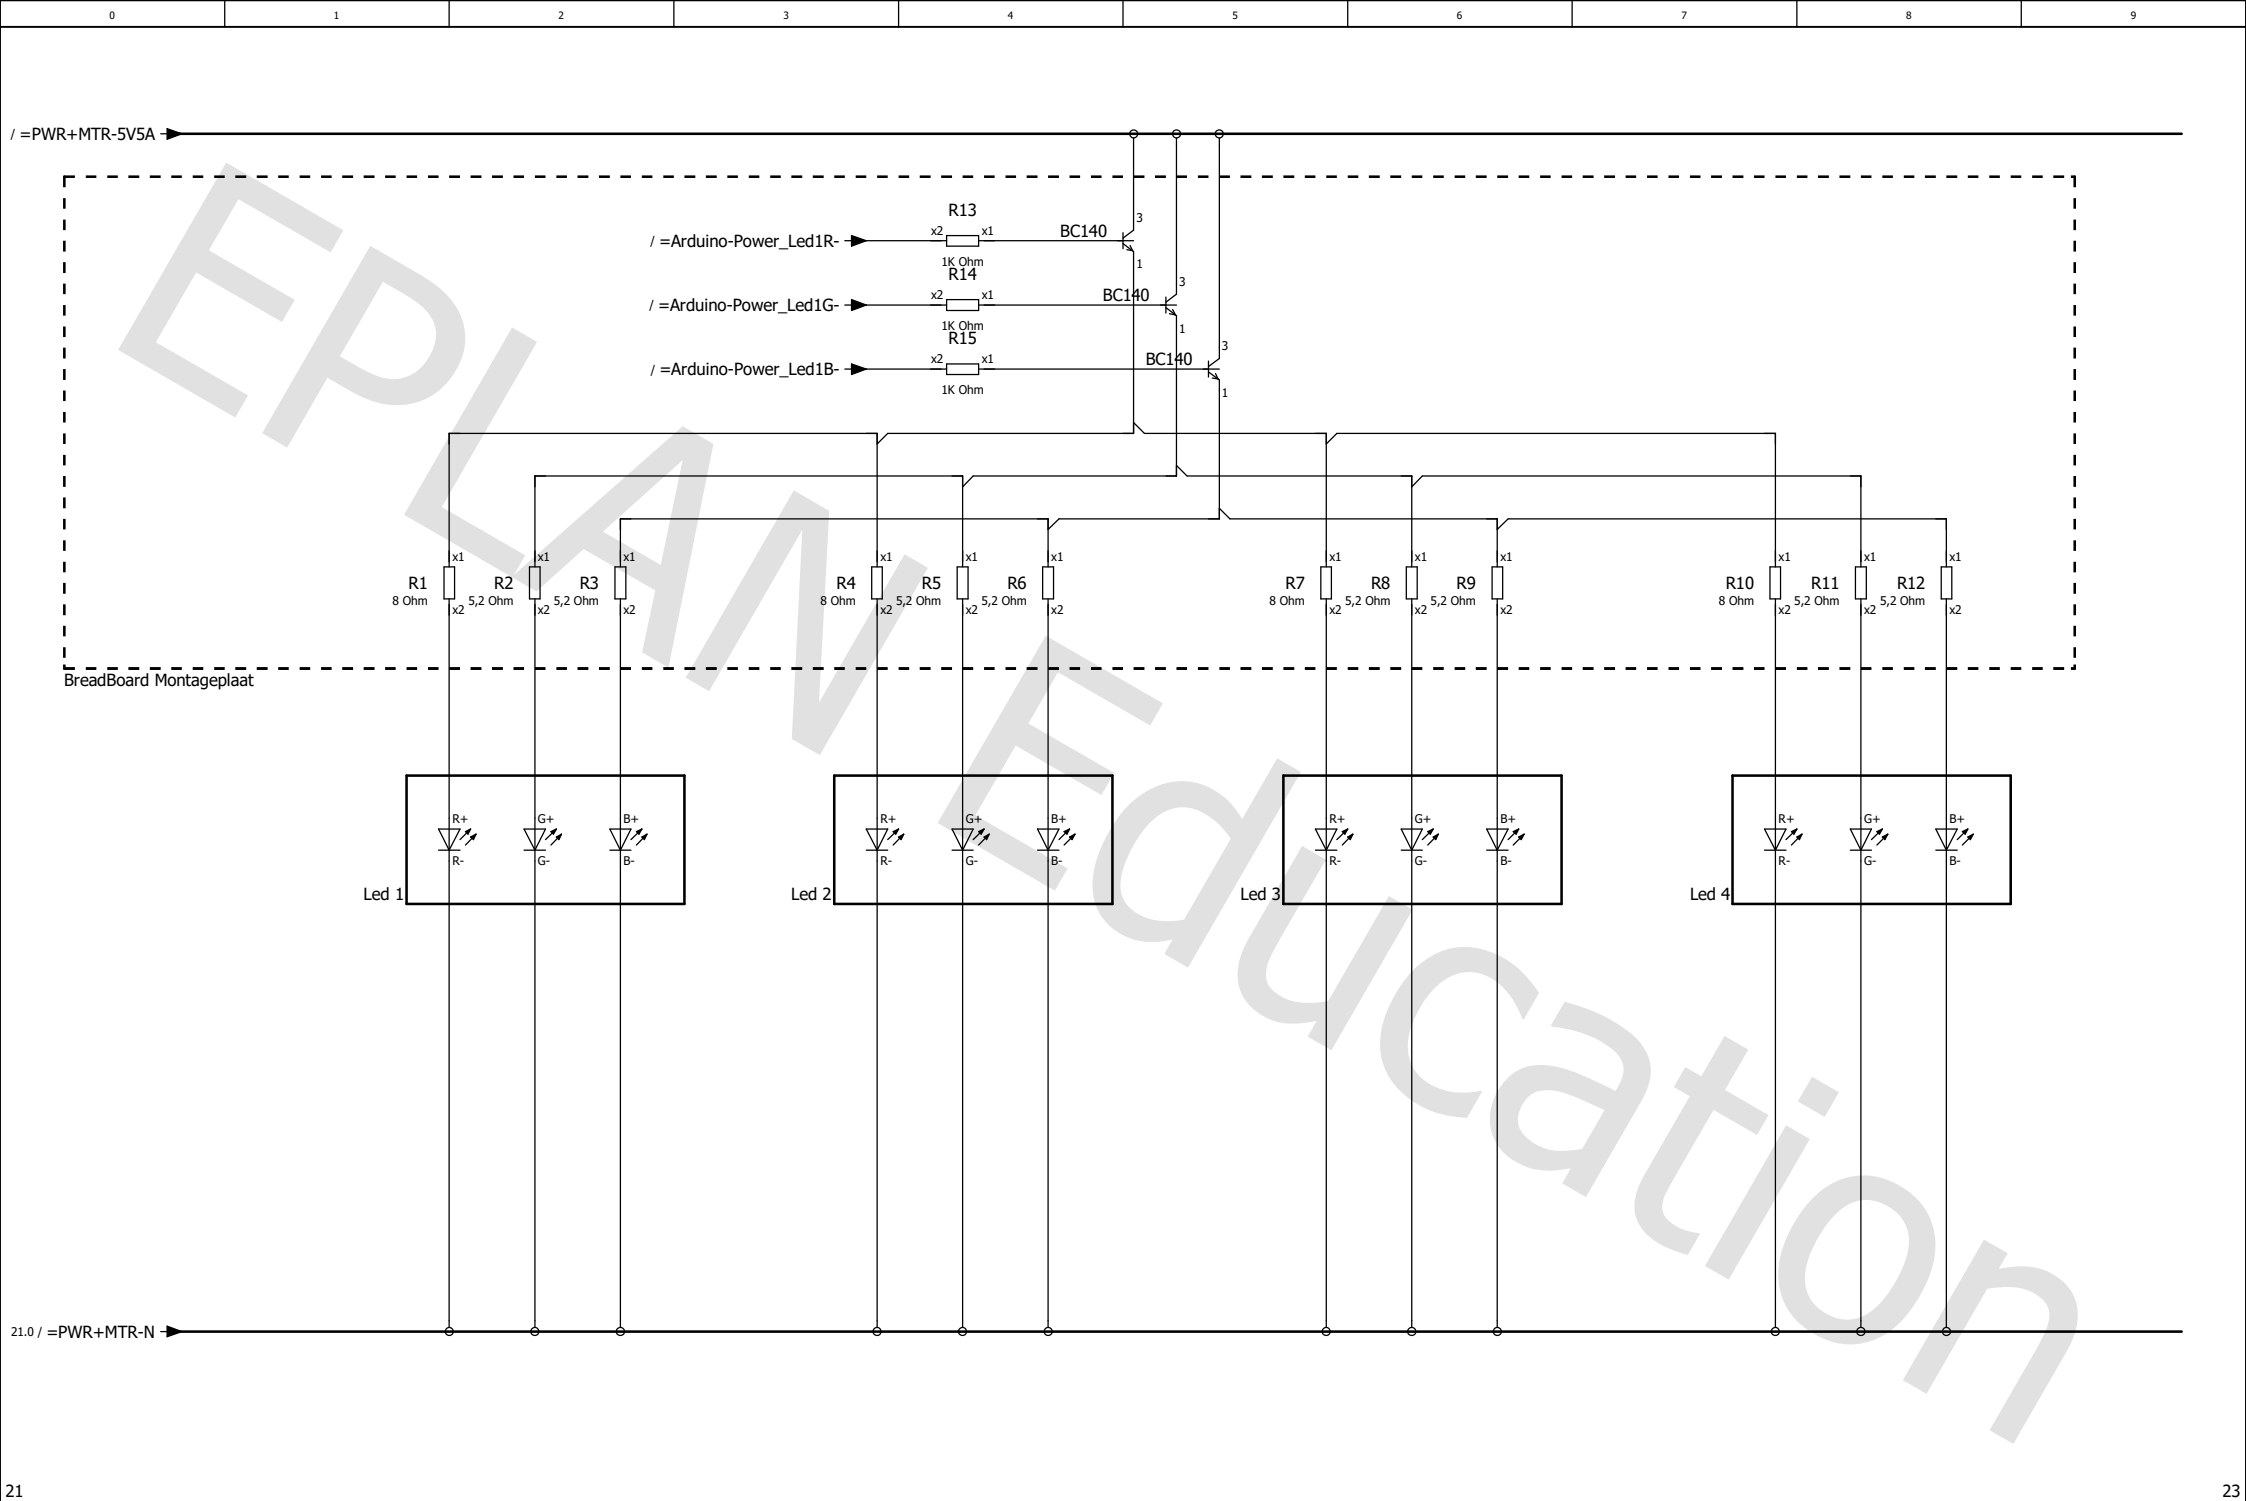 0 1 2 3 4 5 6 7 8 9
/ =PWR+MTR-5V5A
R13
/ =Arduino-Power_Led1R- x2 x1 BC140 3
1K Ohm 1
R14
/ =Arduino-Power_Led1G- x2 x1 BC140 3
1K Ohm 1
R15
/ =Arduino-Power_Led1B- x2 x1 BC140 3
1K Ohm 1
x1 x1 x1 x1 x1 x1 x1 x1 x1 x1 x1 x1
R1 R2 R3 R4 R5 R6 R7 R8 R9 R10 R11 R12
8 Ohm 5,2 Ohm 5,2 Ohm 8 Ohm 5,2 Ohm 5,2 Ohm 8 Ohm 5,2 Ohm 5,2 Ohm 8 Ohm 5,2 Ohm 5,2 Ohm
x2 x2 x2 x2 x2 x2 x2 x2 x2 x2 x2 x2
BreadBoard Montageplaat
R+ G+ B+ R+ G+ B+ R+ G+ B+ R+ G+ B+
R- G- B- R- G- B- R- G- B- R- G- B-
Led 1 Led 2 Led 3 Led 4
21.0 / =PWR+MTR-N
21 23
EPLAN Education